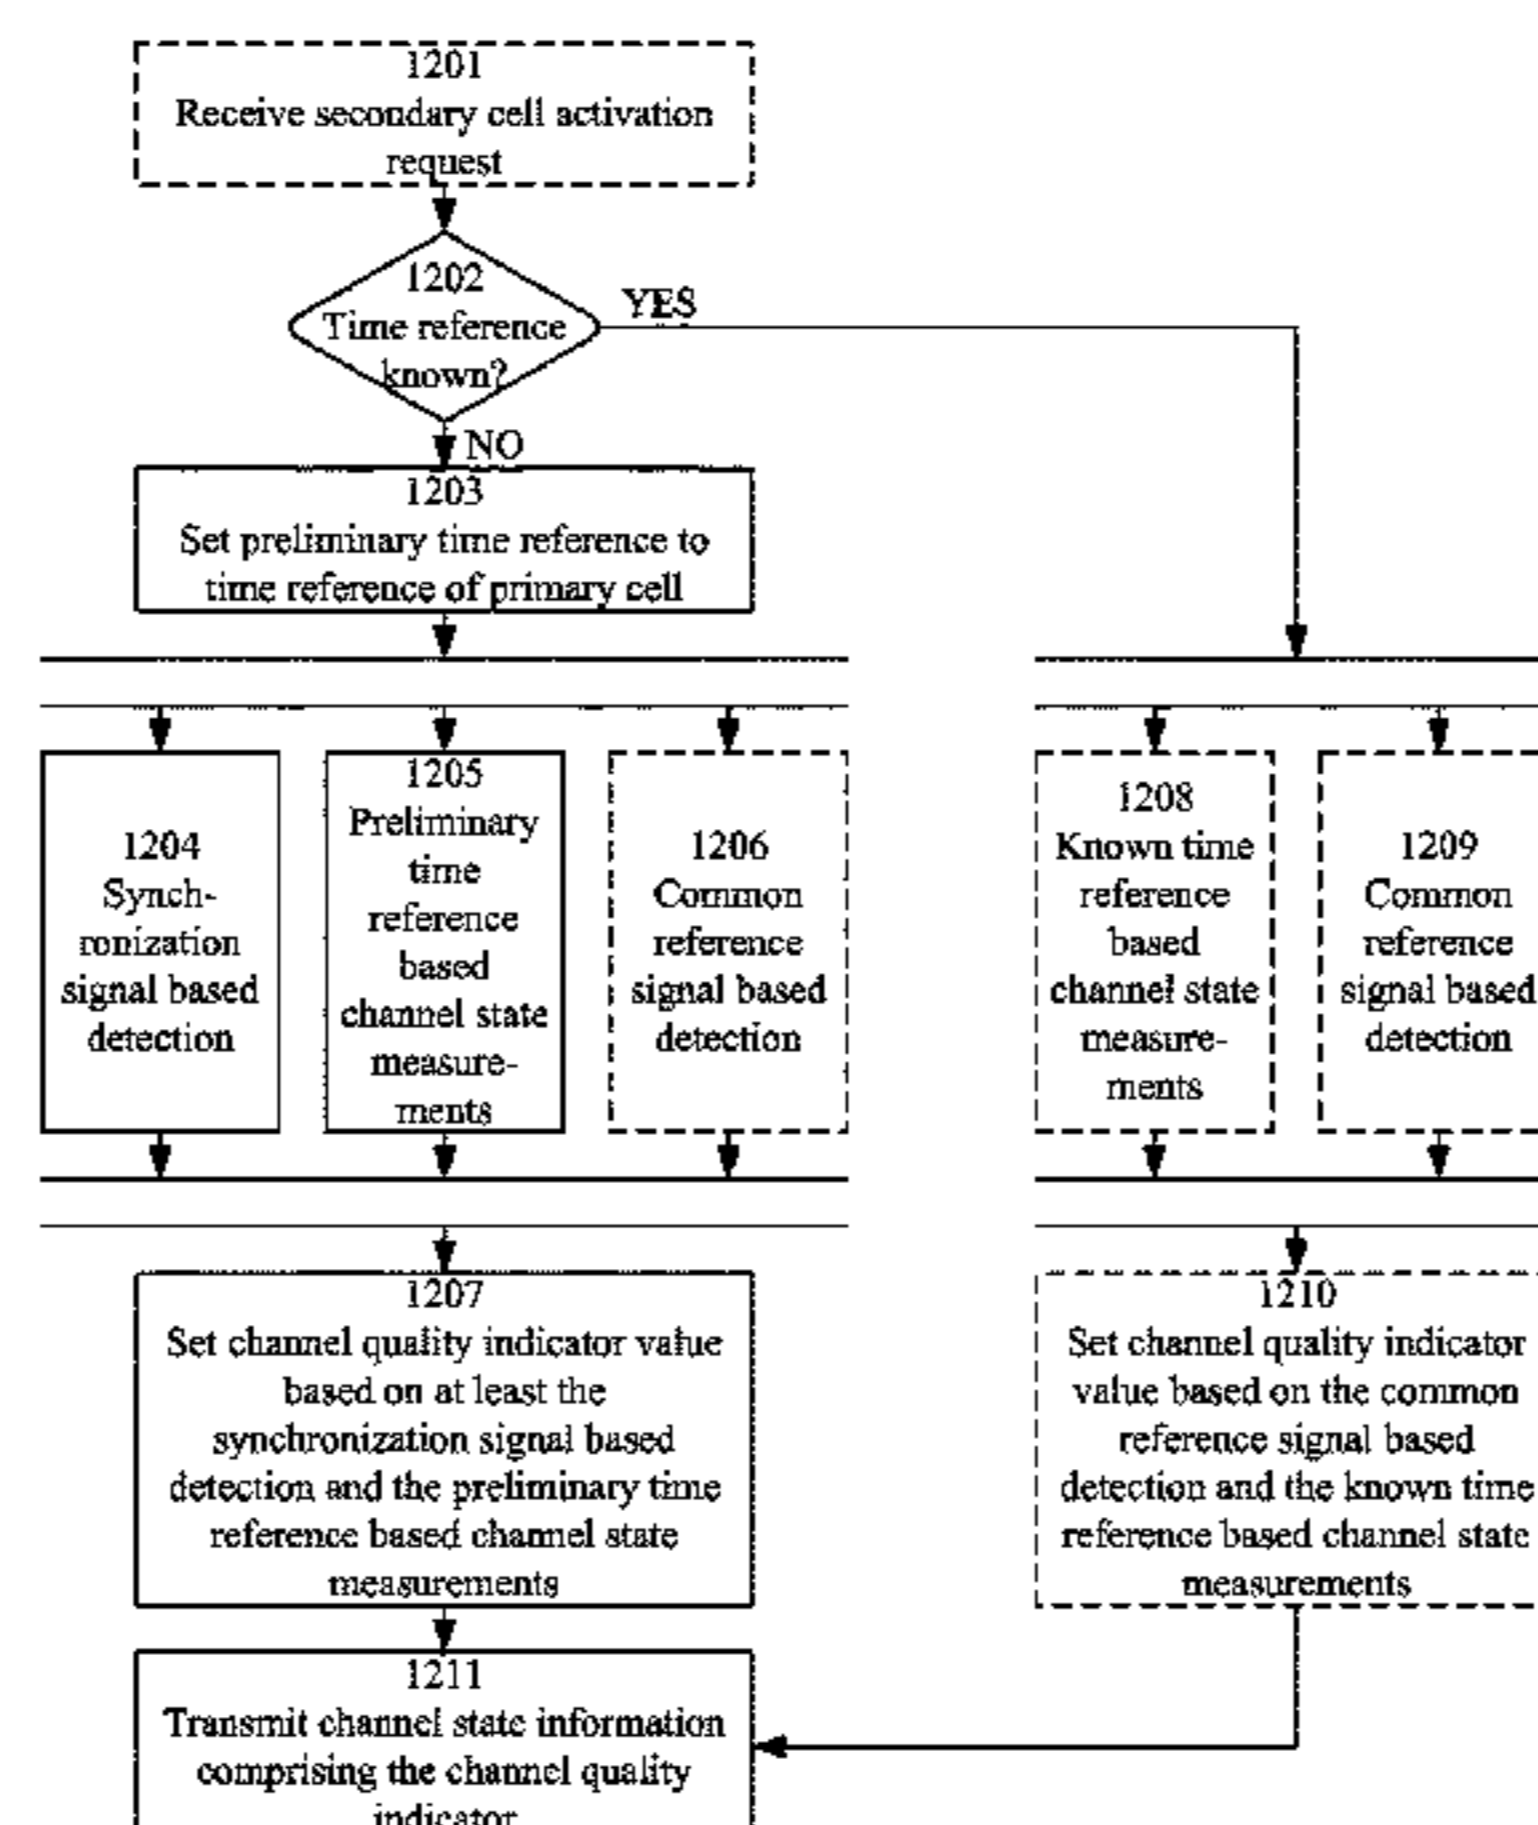 1201
Receive secondary cell activation
request
1202
Time reference
known?
YES
NO
1203
Set preliminary time reference to
time reference of primary cell
1204
Synch-
ronization
signal based
detection
1205
Preliminary
time
reference
based
channel state
measure-
ments
1206
Common
reference
signal based
detection
1208
Known time
reference
based
channel state
measure-
ments
1209
Common
reference
signal based
detection
1207
Set channel quality indicator value
based on at least the
synchronization signal based
detection and the preliminary time
reference based channel state
measurements
1210
Set channel quality indicator
value based on the common
reference signal based
detection and the known time
reference based channel state
measurements
1211
Transmit channel state information
comprising the channel quality
indicator